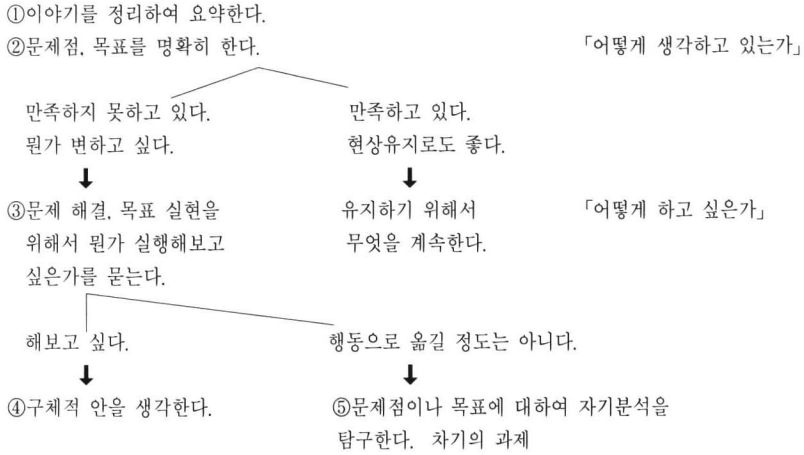 ①이야기를 정리하여 요약한다.
②문제점, 목표를 명확히 한다. 「어떻게 생각하고 있는가」
만족하지 못하고 있다. 만족하고 있다.
뭔가 변하고 싶다. 현상유지로도 좋다.
③문제 해결, 목표 실현을 유지하기 위해서 「어떻게 하고 싶은가」
위해서 뭔가 실행해보고 무엇을 계속한다.
싶은가를 묻는다.
해보고 싶다. 행동으로 옮길 정도는 아니다.
④구체적 안을 생각한다. ⑤문제점이나 목표에 대하여 자기분석을
탐구한다. 차기의 과제